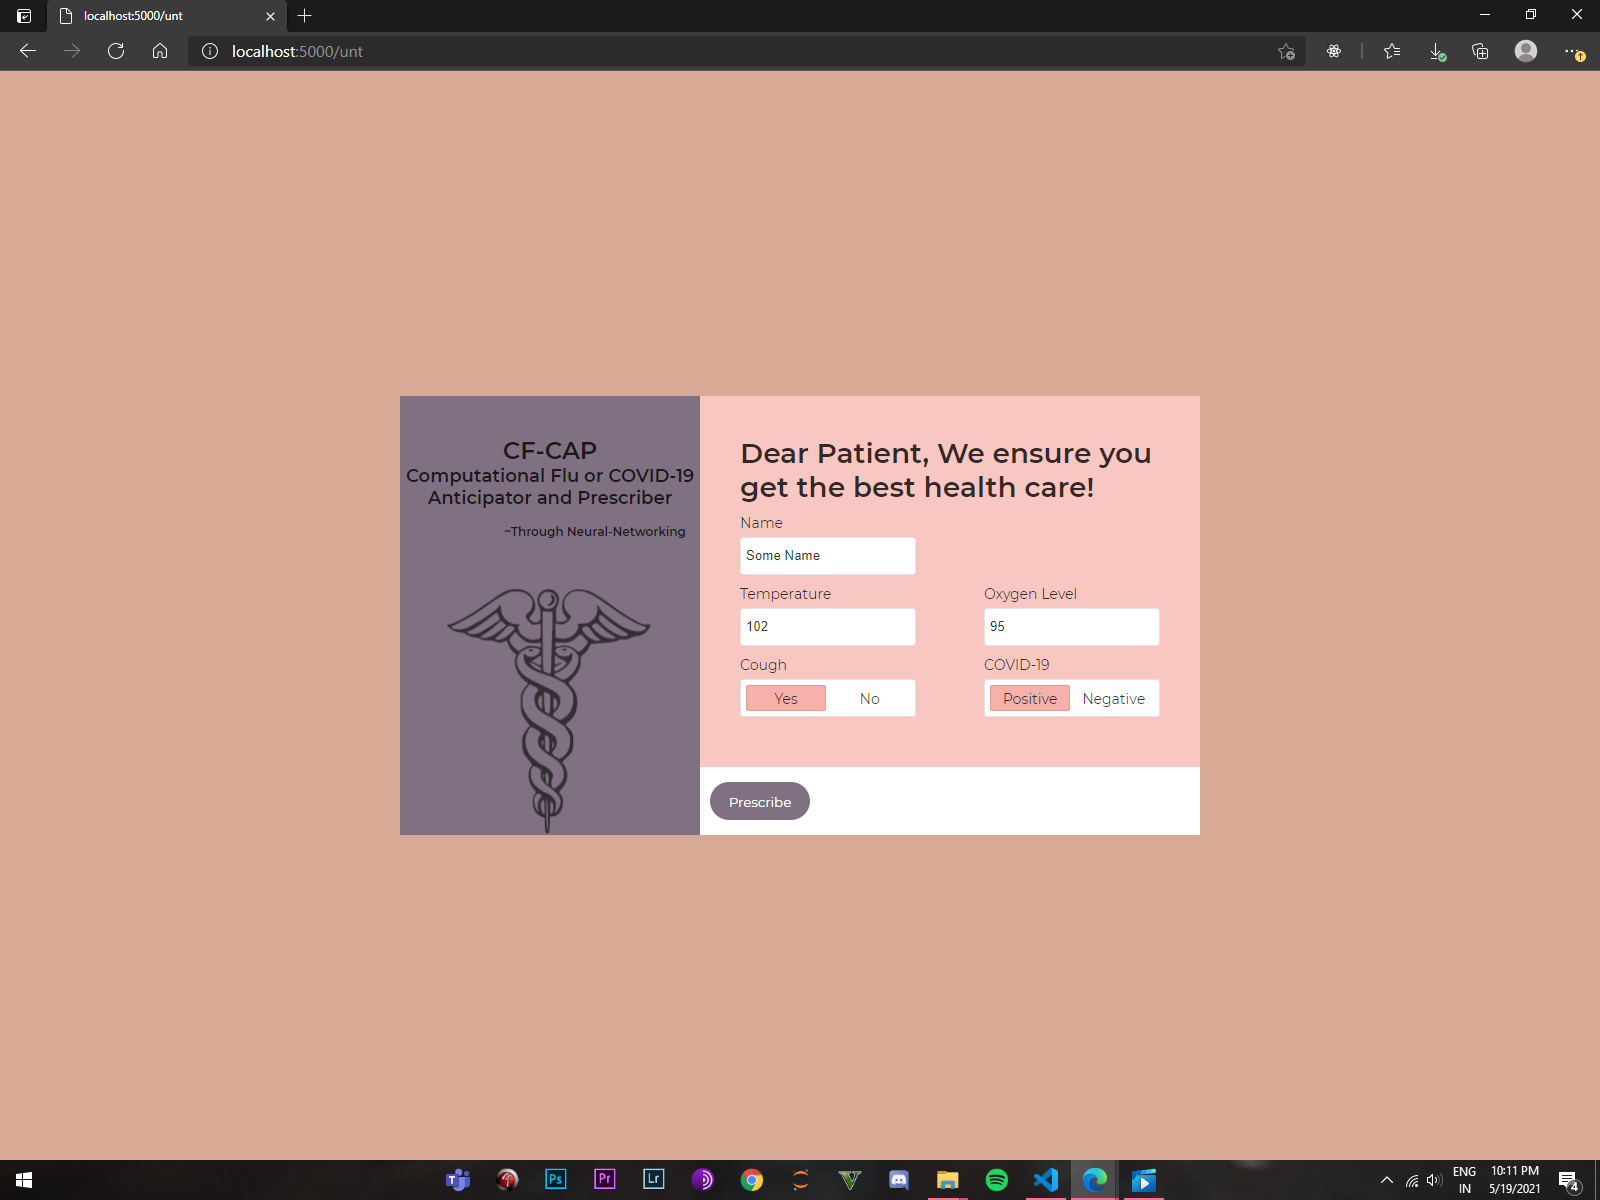 localhost:5000/unt
localhost:5000/unt
CF-CAP
Computational Flu or COVID-19
Anticipator and Prescriber
~Through Neural-Networking
Dear Patient, We ensure you
get the best health care!
Name
Some Name
Temperature
Oxygen Level
102
95
Cough
COVID-19
Yes
No
Positive
Negative
Prescribe
Ps
Pr
Lr
ENG
IN
10:11 PM
5/19/2021
4